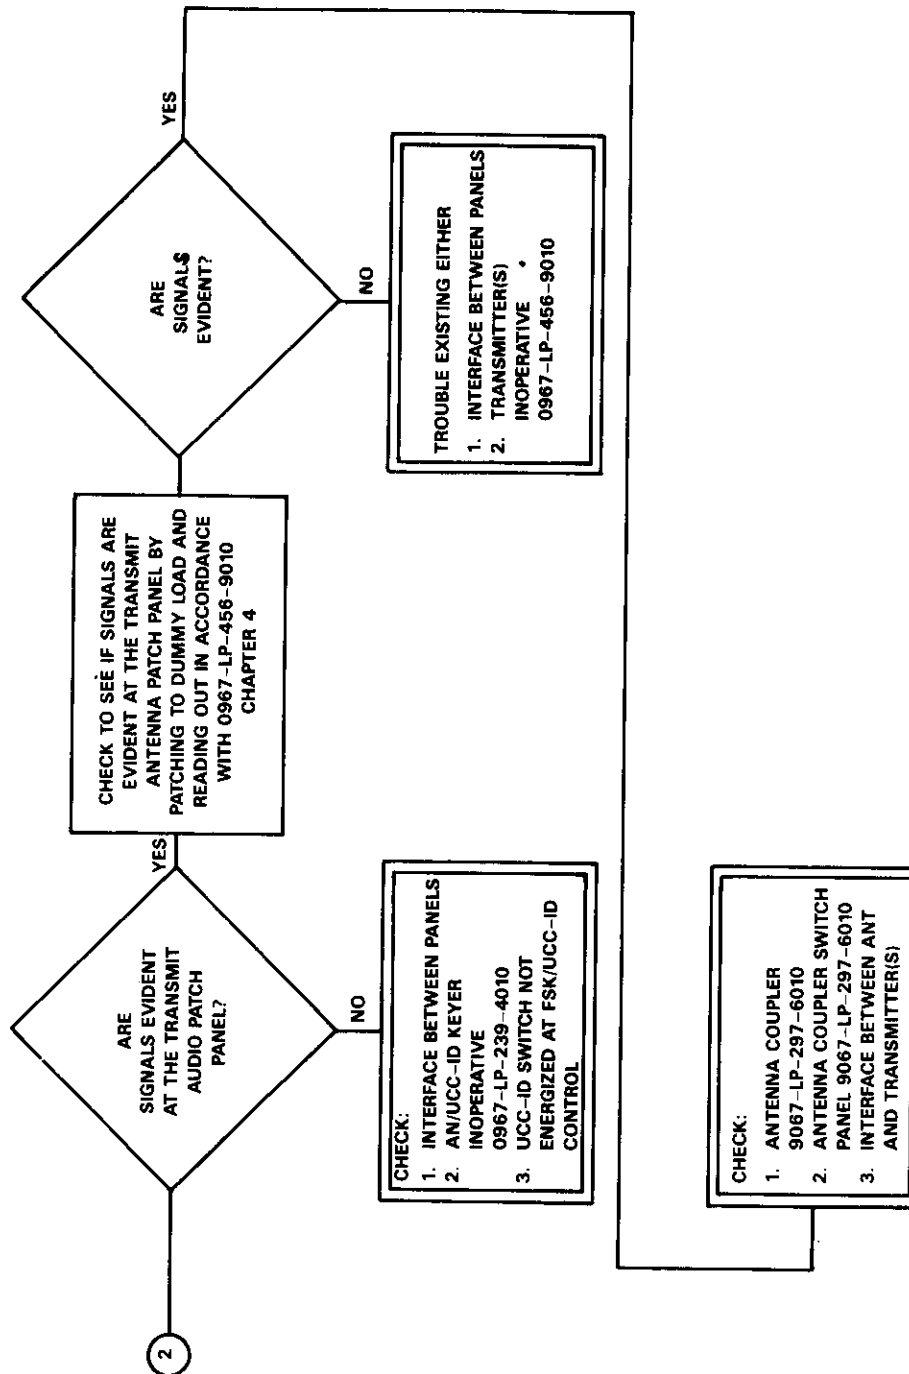 2
ARE
SIGNALS EVIDENT
AT THE TRANSMIT
AUDIO PATCH
PANEL?
YES
NO
CHECK:
1. INTERFACE BETWEEN PANELS
2. AN/UCC-ID KEYER
INOPERATIVE
0967-LP-239-4010
3. UCC-ID SWITCH NOT
ENERGIZED AT FSK/UCC-ID
CONTROL
CHECK TO SEE IF SIGNALS ARE
EVIDENT AT THE TRANSMIT
ANTENNA PATCH PANEL BY
PATCHING TO DUMMY LOAD AND
READING OUT IN ACCORDANCE
WITH 0967-LP-456-9010
CHAPTER 4
ARE
SIGNALS
EVIDENT?
YES
NO
TROUBLE EXISTING EITHER
1. INTERFACE BETWEEN PANELS
2. TRANSMITTER(S)
INOPERATIVE
0967-LP-456-9010
CHECK:
1. ANTENNA COUPLER
9067-LP-297-6010
2. ANTENNA COUPLER SWITCH
PANEL 9067-LP-297-6010
3. INTERFACE BETWEEN ANT
AND TRANSMITTER(S)